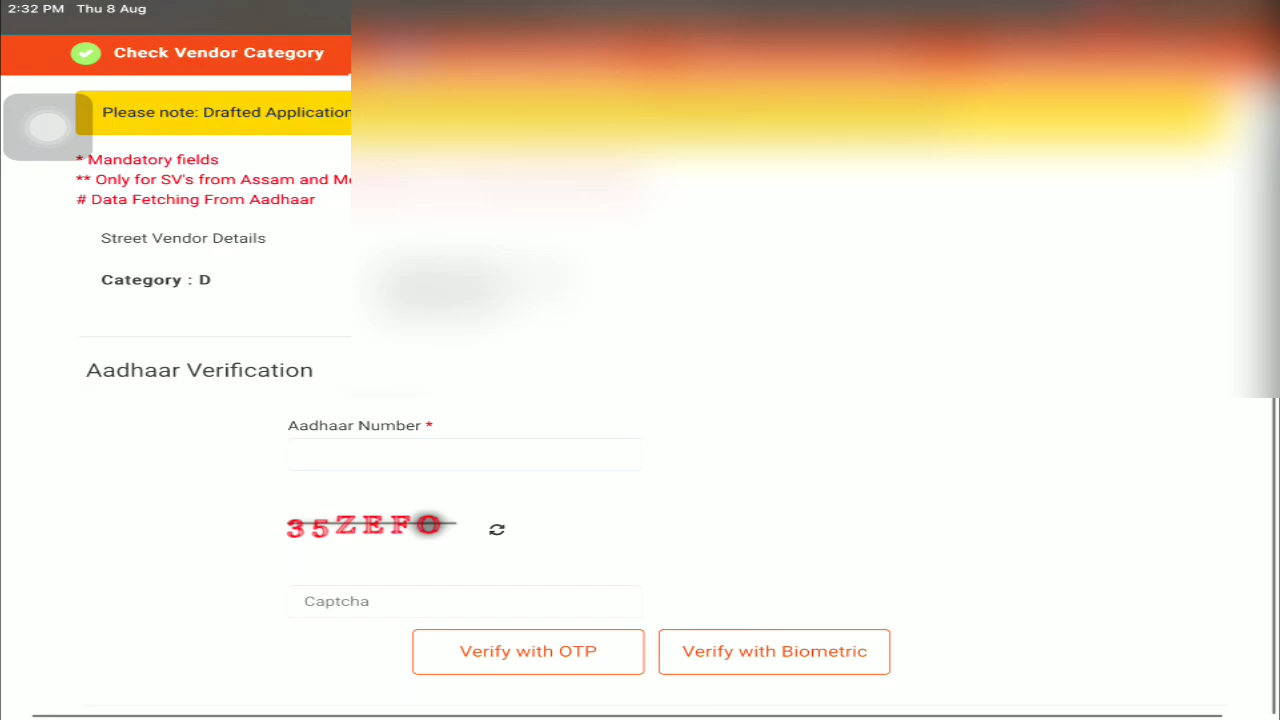 2:32 PM Thu 8 Aug
Check Vendor Category
Please note: Drafted Application
* Mandatory fields
** Only for SV's from Assam and
# Data Fetching From Aadhaar
Street Vendor Details
Category : D
Aadhaar Verification
Aadhaar Number *
35ZEFO
Captcha
Verify with OTP
Verify with Biometric